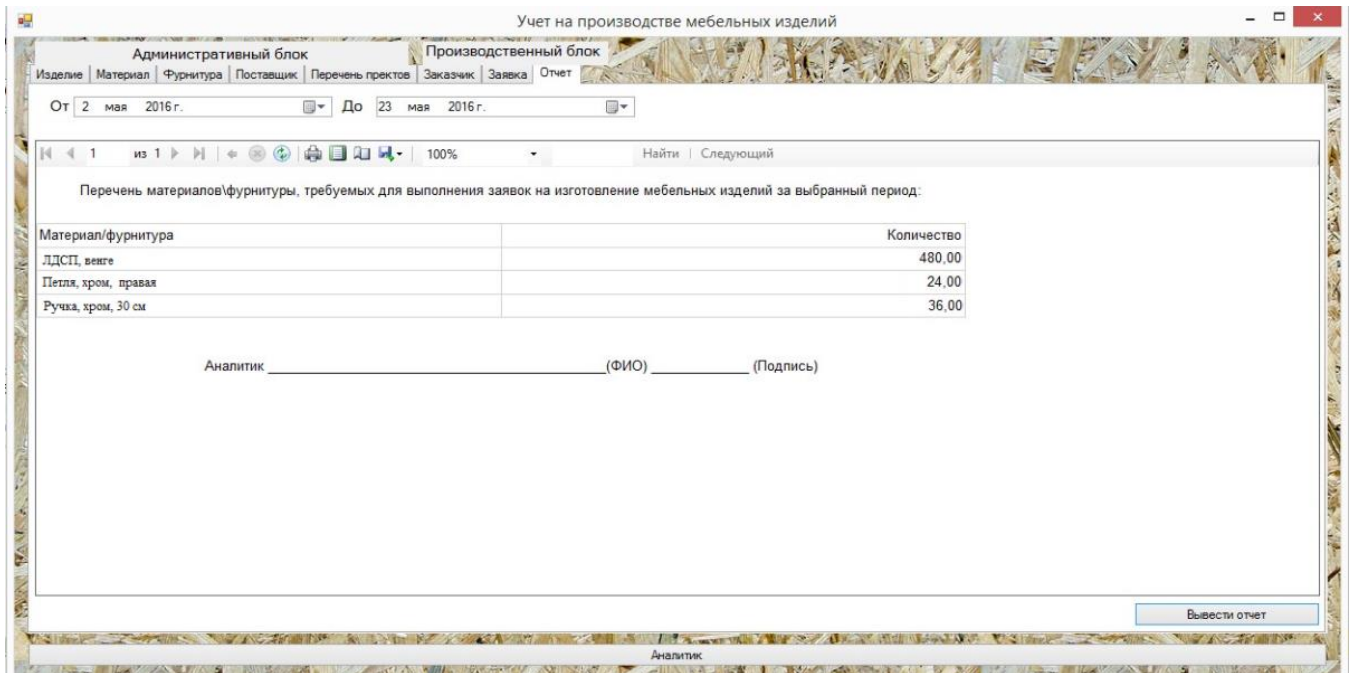 Учет на производстве мебельных изделий
Административный блок Производственный блок
Изделие Материал Фурнитура Поставщик Перечень пректов Заказчик Заявка Отчет
От 2 мая 2016 г. До 23 мая 2016 г.
1 из 1 100% Найти | Следующий
Перечень материалов\фурнитуры, требуемых для выполнения заявок на изготовление мебельных изделий за выбранный период:
Материал/фурнитура Количество
ЛДСП, венге 480,00
Петля, хром, правая 24,00
Ручка, хром, 30 см 36,00
Аналитик ________________(ФИО) ________ (Подпись)
Вывести отчет
Аналитик